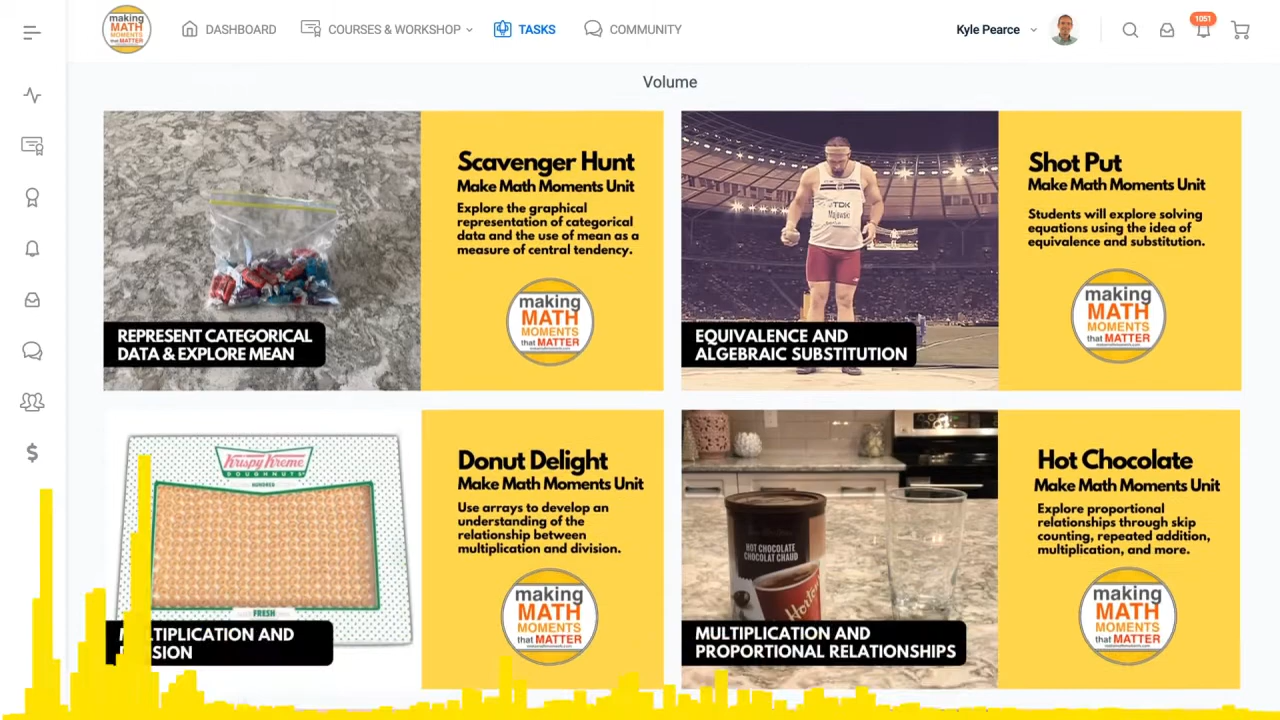 making
MATH
MOMENTS
that MATTER
DASHBOARD
COURSES & WORKSHOP
TASKS
COMMUNITY
Kyle Pearce
1051
Volume
Scavenger Hunt
Make Math Moments Unit
Explore the graphical
representation of categorical
data and the use of mean as a
measure of central tendency.
making
MATH
MOMENTS
that MATTER
REPRESENT CATEGORICAL
DATA & EXPLORE MEAN
TDK
Majewski
Shot Put
Make Math Moments Unit
Students will explore solving
equations using the idea of
equivalence and substitution.
making
MATH
MOMENTS
that MATTER
EQUIVALENCE AND
ALGEBRAIC SUBSTITUTION
Krispy Kreme
DOUGHNUTS
HUNDRED
FRESH
Donut Delight
Make Math Moments Unit
Use arrays to develop an
understanding of the
relationship between
multiplication and division.
making
MATH
MOMENTS
that MATTER
HOT CHOCOLATE
CHOCOLAT CHAUD
Hot Chocolate
Make Math Moments Unit
Explore proportional
relationships through skip
counting, repeated addition,
multiplication, and more.
making
MATH
MOMENTS
that MATTER
MULTIPLICATION AND
PROPORTIONAL RELATIONSHIPS
AND